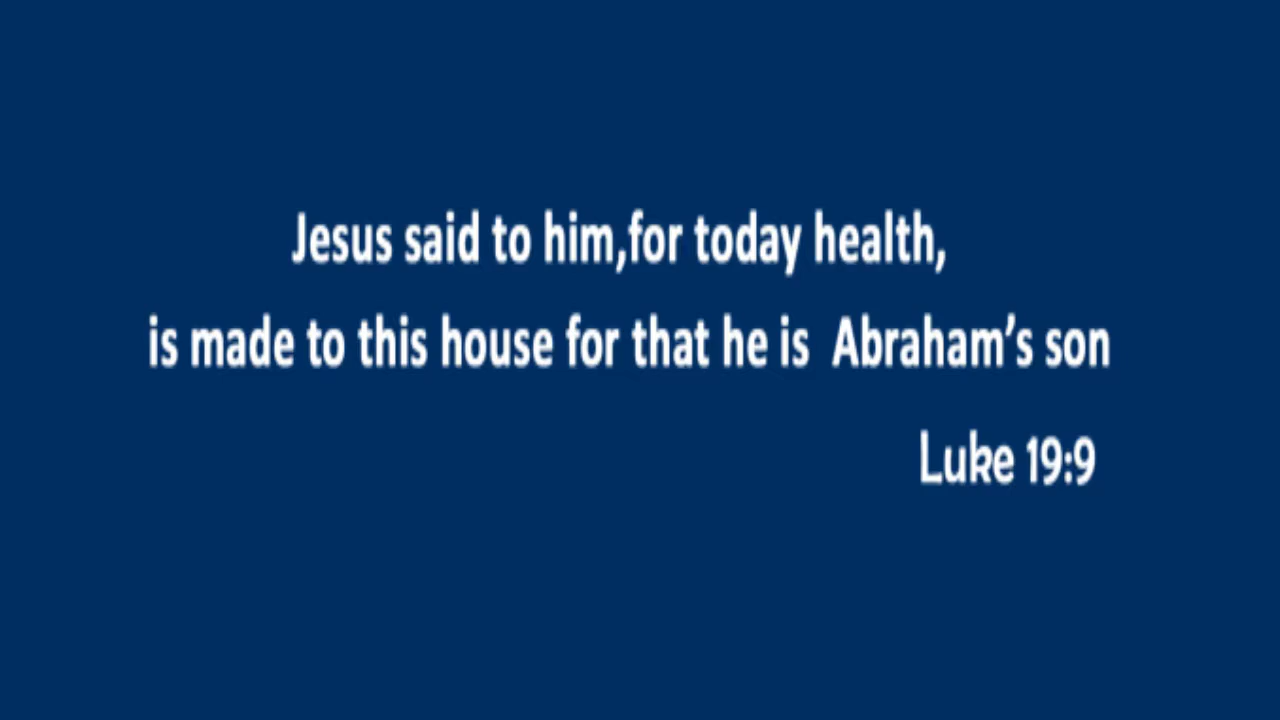 Jesus said to him,for today health,
is made to this house for that he is  Abraham’s son
Luke 19:9